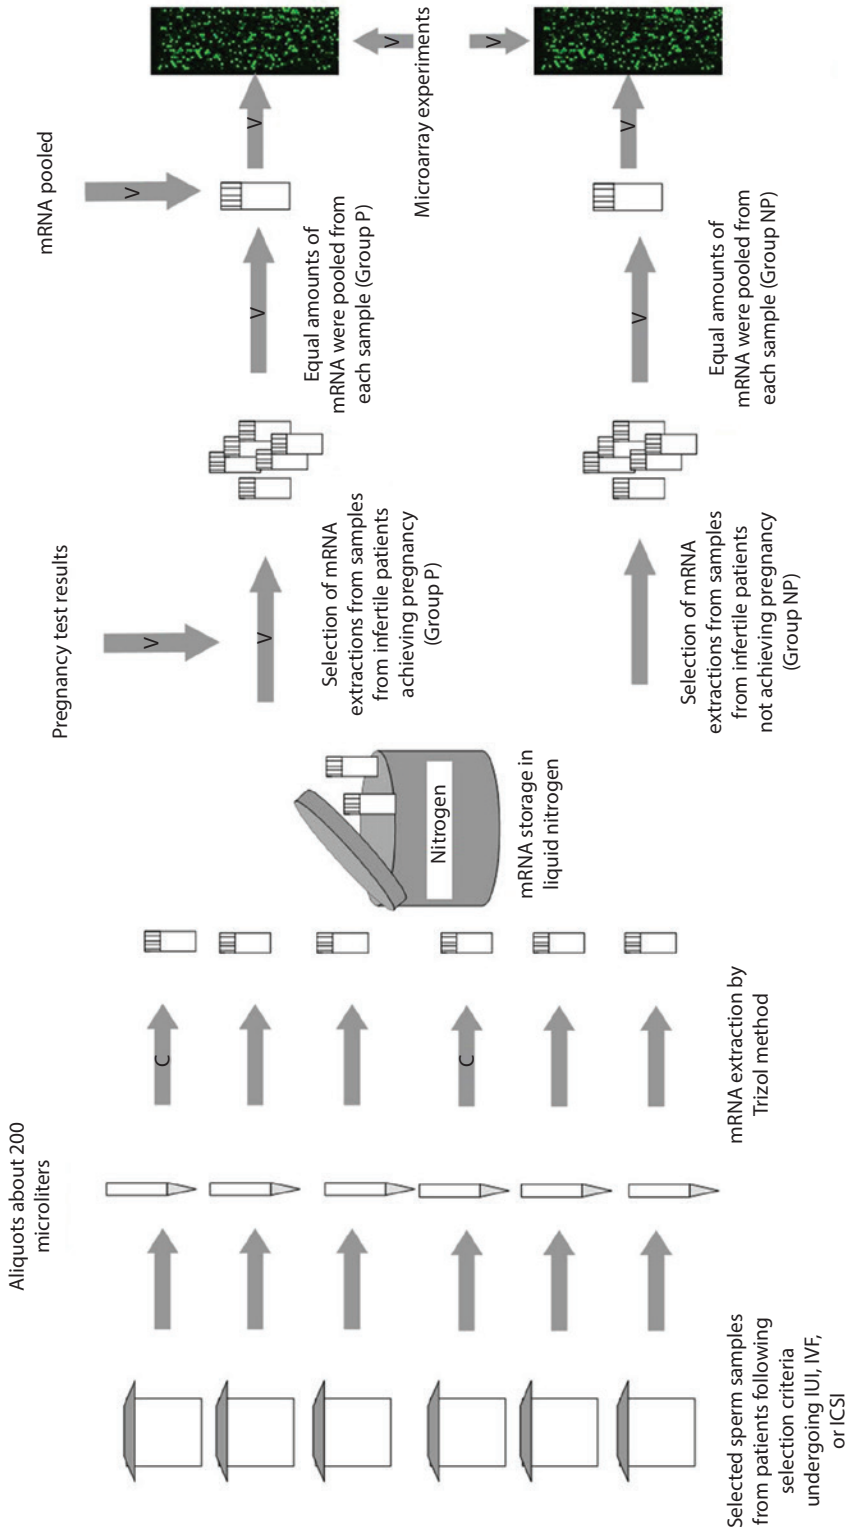 Selected sperm samples
from patients following
selection criteria
undergoing IUI, IVF,
or ICSI
Aliquots about 200
microliters
C
C
mRNA extraction by
Trizol method
Nitrogen
mRNA storage in
liquid nitrogen
Pregnancy test results
V
V
Selection of mRNA
extractions from samples
from infertile patients
achieving pregnancy
(Group P)
Selection of mRNA
extractions from samples
from infertile patients
not achieving pregnancy
(Group NP)
mRNA pooled
V
V
Equal amounts of
mRNA were pooled from
each sample (Group P)
V
Equal amounts of
mRNA were pooled from
each sample (Group NP)
V
V
Microarray experiments
V
V